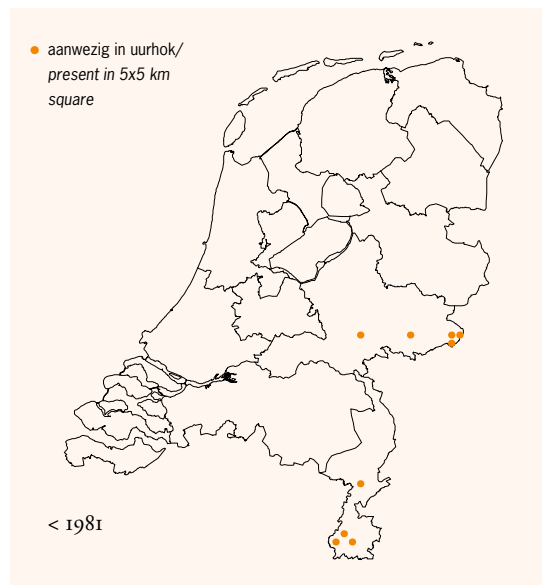 aanwezig in uurhok/
present in 5x5 km
square
< 1981